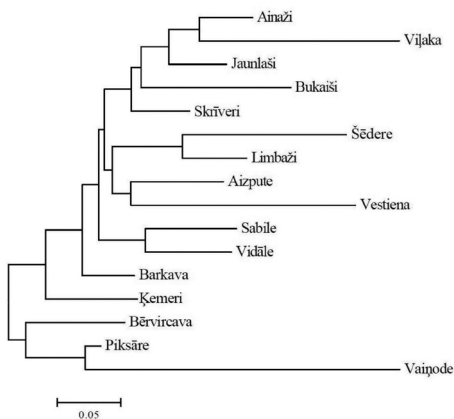 Ainaži
Viļaka
Jaunlaši
Bukaiši
Skrīveri
Šēdere
Limbaži
Aizpute
Vestiena
Sabile
Vidāle
Barkava
Ķemeri
Bērvircava
Piksāre
Vaiņode
0.05